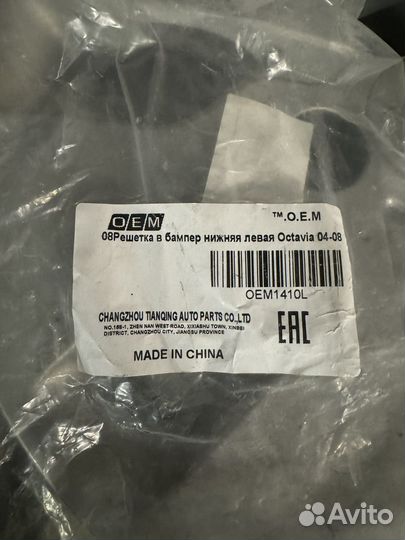 OEM
™.O.E.M
08Решетка в бампер нижняя левая Octavia 04-08
OEM1410L
CHANGZHOU TIANQING AUTO PARTS CO.,LTD
NO.168-1, ZHEN NAN WEST ROAD, XIXIASHU TOWN, XINBEI
DISTRICT, CHANGZHOU CITY, JIANGSU PROVINCE
EAC
MADE IN CHINA
Avito